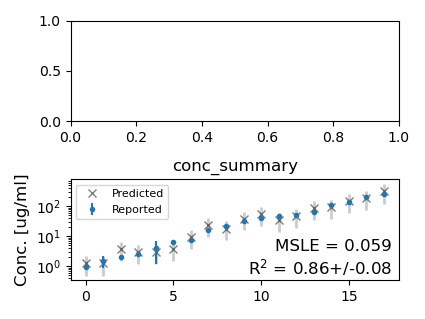 1.0
0.5
0.0
0.0 0.2 0.4 0.6 0.8 1.0
conc_summary
Conc. [ug/ml]
10²
10¹
10⁰
Predicted
Reported
MSLE = 0.059
R² = 0.86+/-0.08
0 5 10 15